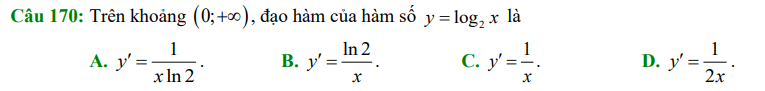 Câu 170: Trên khoảng (0;+∞), đạo hàm của hàm số y = log₂ x là
A. y′ = 1/(x ln 2). B. y′ = ln 2/x. C. y′ = 1/x. D. y′ = 1/(2x).